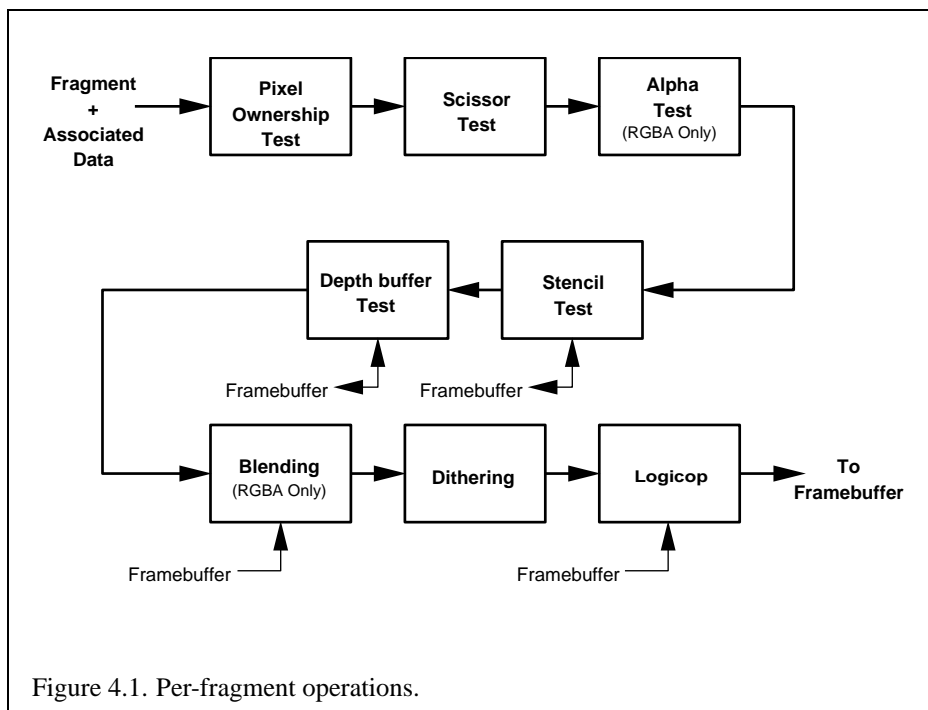 Fragment
+
Associated
Data
Pixel
Ownership
Test
Scissor
Test
Alpha
Test
(RGBA Only)
Depth buffer
Test
Stencil
Test
Framebuffer
Framebuffer
Blending
(RGBA Only)
Dithering
Logicop
To
Framebuffer
Framebuffer
Framebuffer
Figure 4.1. Per-fragment operations.